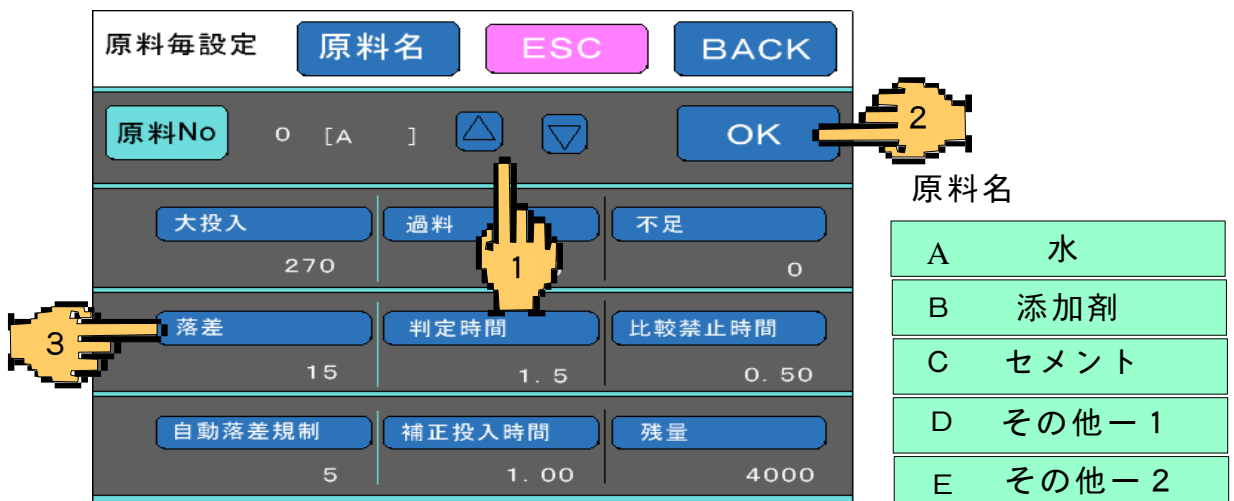 原料毎設定 原料名 ESC BACK
原料No 0 [A ] OK
2
原料名
大投入 過料 不足
270 0
1
A 水
B 添加剤
C セメント
D その他ー1
E その他ー2
3
落差 判定時間 比較禁止時間
15 1.5 0.50
自動落差規制 補正投入時間 残量
5 1.00 4000